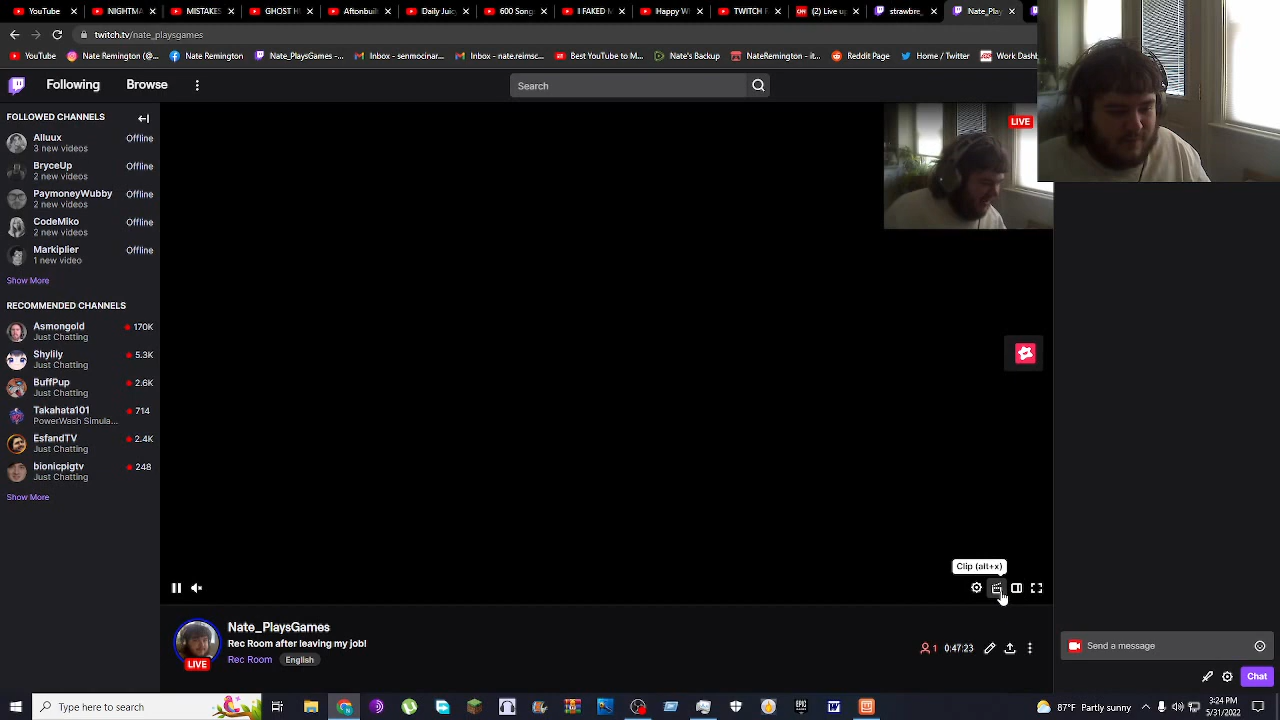 YouTube
NIGHTMA
MISTAKES
GHOST H
Aftonbuil
Daily Juic
600 Song
I FAKED M
Happy W
TWITCH F
(2) Live u
strawbre_
Nate_Play
twitch.tv/nate_playsgames
YouTube
Nate Remington (@...
Nate Remington
Nate_PlaysGames -...
Inbox - senmocinar...
Inbox - nate.reimsc...
Best YouTube to M...
Nate's Backup
NateRemington - it...
Reddit
Home / Twitter
Work Dashb
Following
Browse
Search
FOLLOWED CHANNELS
LIVE
Alluux
Offline
3 new videos
BryceUp
Offline
2 new videos
PaymoneyWubby
Offline
2 new videos
CodeMiko
Offline
2 new videos
Markiplier
Offline
1 new video
Show More
RECOMMENDED CHANNELS
Asmongold
170K
Just Chatting
Shylily
5.3K
Just Chatting
BuffPup
2.6K
Just Chatting
Takahata101
714
PowerWash Simula...
EsfandTV
2.4K
Just Chatting
bionicpigtv
248
Just Chatting
Show More
Clip (alt+x)
Nate_PlaysGames
Rec Room after leaving my job!
Rec Room
English
LIVE
1
0:47:23
Send a message
Chat
Type here to search
87°F Partly sunny
3:24 PM
5/31/2022